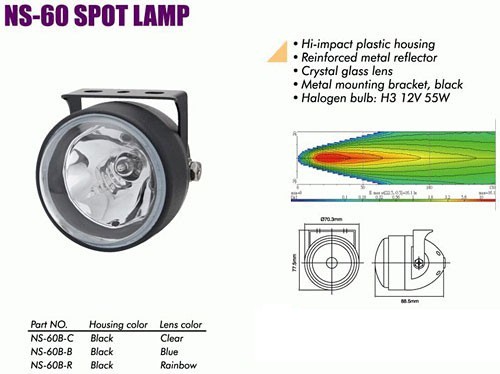 NS-60 SPOT LAMP
• Hi-impact plastic housing
• Reinforced metal reflector
• Crystal glass lens
• Metal mounting bracket, black
• Halogen bulb: H3 12V 55W
Ø70.3mm
77.5mm
88.5mm
Part NO. Housing color Lens color
NS-60B-C Black Clear
NS-60B-B Black Blue
NS-60B-R Black Rainbow